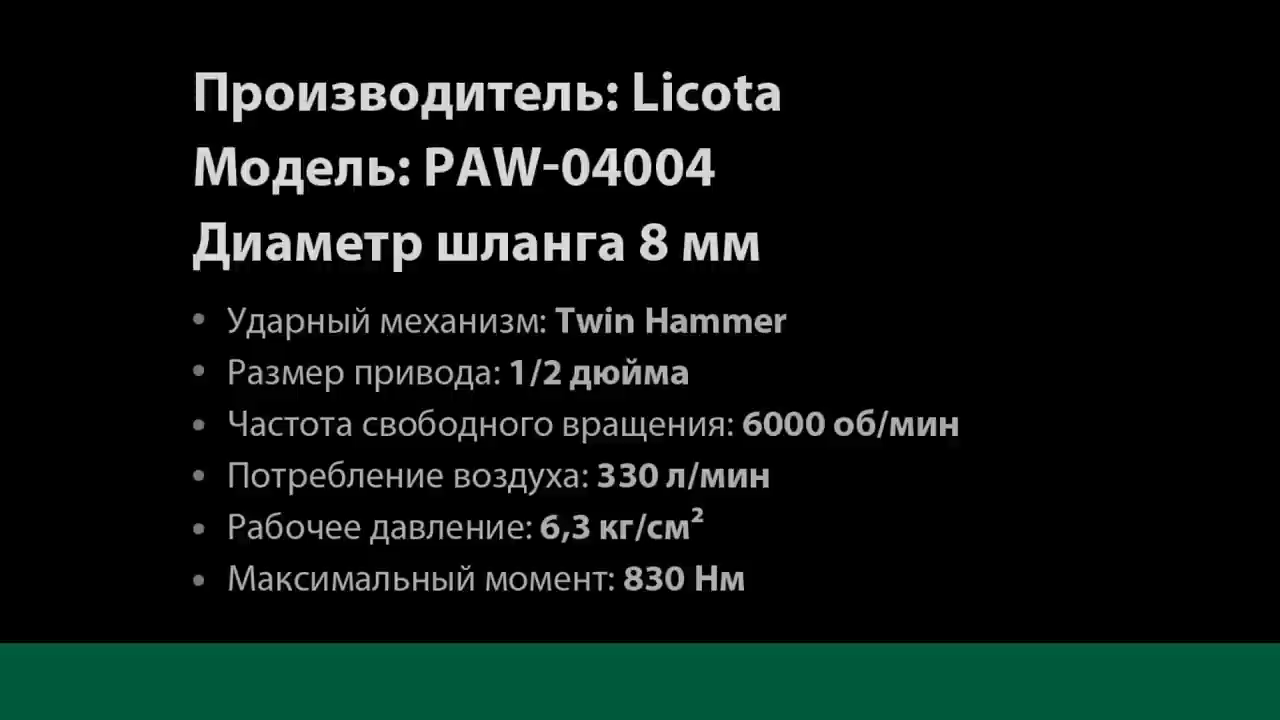 Производитель: Licota
Модель: PAW-04004
Диаметр шланга 8 мм
• Ударный механизм: Twin Hammer
• Размер привода: 1/2 дюйма
• Частота свободного вращения: 6000 об/мин
• Потребление воздуха: 330 л/мин
• Рабочее давление: 6,3 кг/см²
• Максимальный момент: 830 Нм